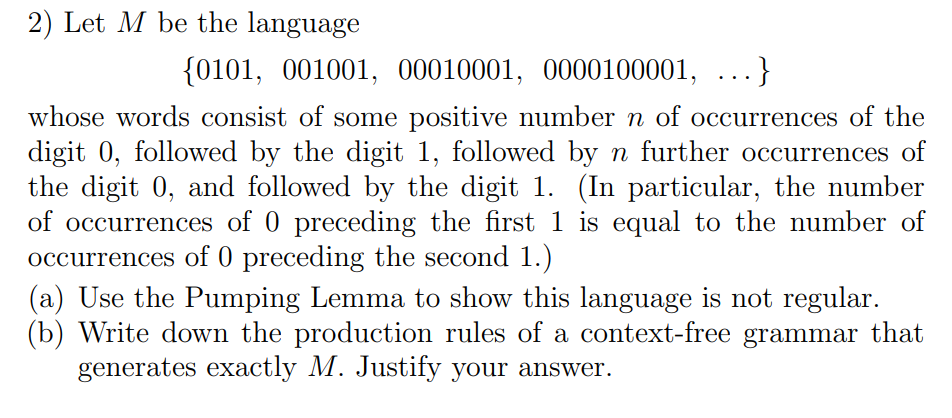 2) Let M be the language
{0101, 001001, 00010001, 0000100001, ...}
whose words consist of some positive number n of occurrences of the
digit 0, followed by the digit 1, followed by n further occurrences of
the digit 0, and followed by the digit 1. (In particular, the number
of occurrences of 0 preceding the first 1 is equal to the number of
occurrences of 0 preceding the second 1.)
(a) Use the Pumping Lemma to show this language is not regular.
(b) Write down the production rules of a context-free grammar that
generates exactly M. Justify your answer.